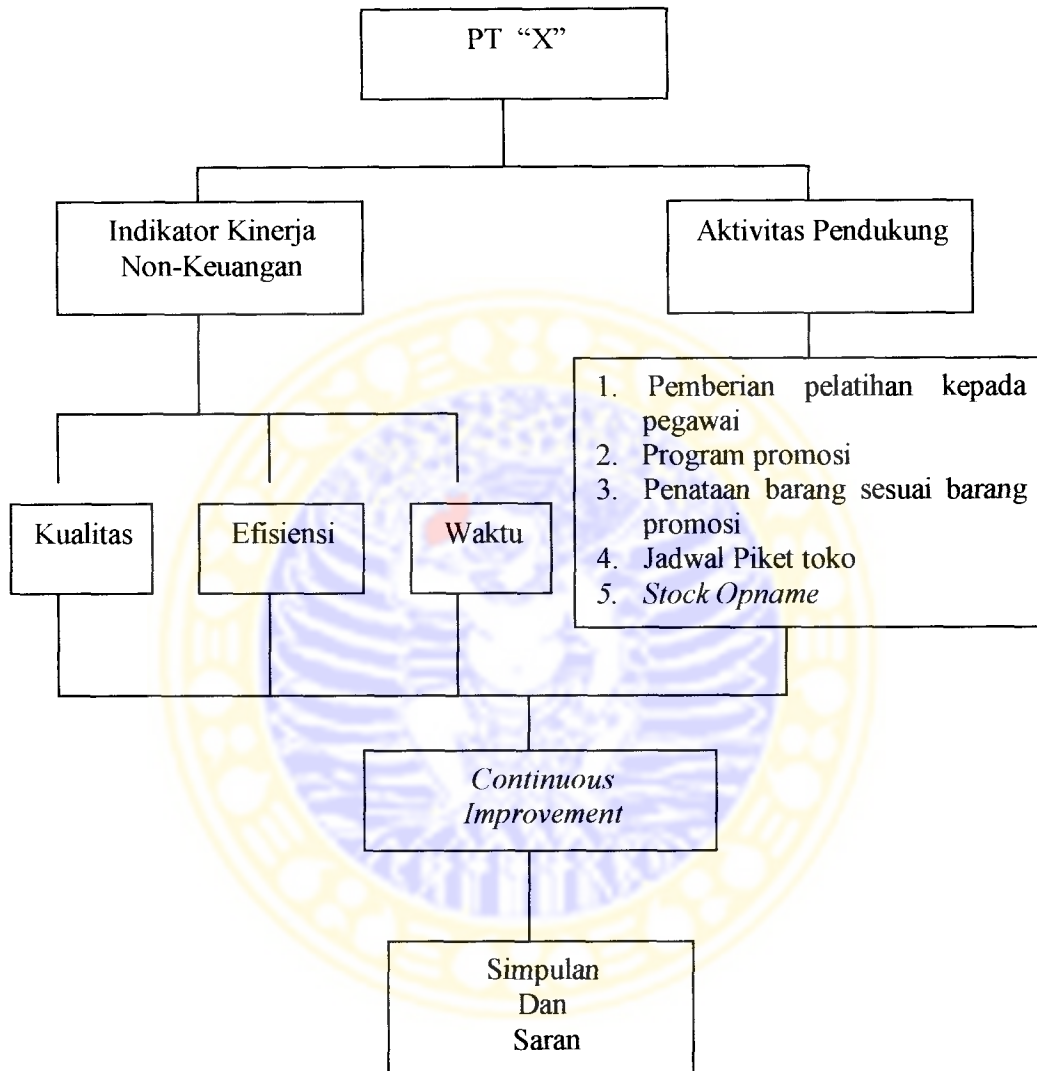 PT “X”
Indikator Kinerja
Non-Keuangan
Aktivitas Pendukung
1. Pemberian pelatihan kepada
pegawai
2. Program promosi
3. Penataan barang sesuai barang
promosi
4. Jadwal Piket toko
5. Stock Opname
Kualitas
Efisiensi
Waktu
Continuous
Improvement
Simpulan
Dan
Saran